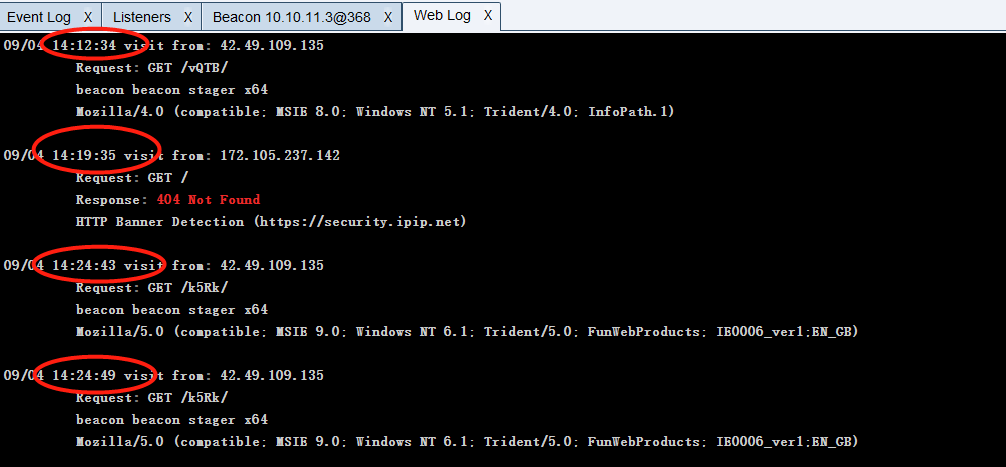 Event Log X Listeners X Beacon 10.10.11.3@368 X Web Log X
09/04 14:12:34 visit from: 42.49.109.135
Request: GET /vQTB/
beacon beacon stager x64
Mozilla/4.0 (compatible; MSIE 8.0; Windows NT 5.1; Trident/4.0; InfoPath.1)
09/04 14:19:35 visit from: 172.105.237.142
Request: GET /
Response: 404 Not Found
HTTP Banner Detection (https://security.ipip.net)
09/04 14:24:43 visit from: 42.49.109.135
Request: GET /k5Rk/
beacon beacon stager x64
Mozilla/5.0 (compatible; MSIE 9.0; Windows NT 6.1; Trident/5.0; FunWebProducts; IE0006_ver1;EN_GB)
09/04 14:24:49 visit from: 42.49.109.135
Request: GET /k5Rk/
beacon beacon stager x64
Mozilla/5.0 (compatible; MSIE 9.0; Windows NT 6.1; Trident/5.0; FunWebProducts; IE0006_ver1;EN_GB)